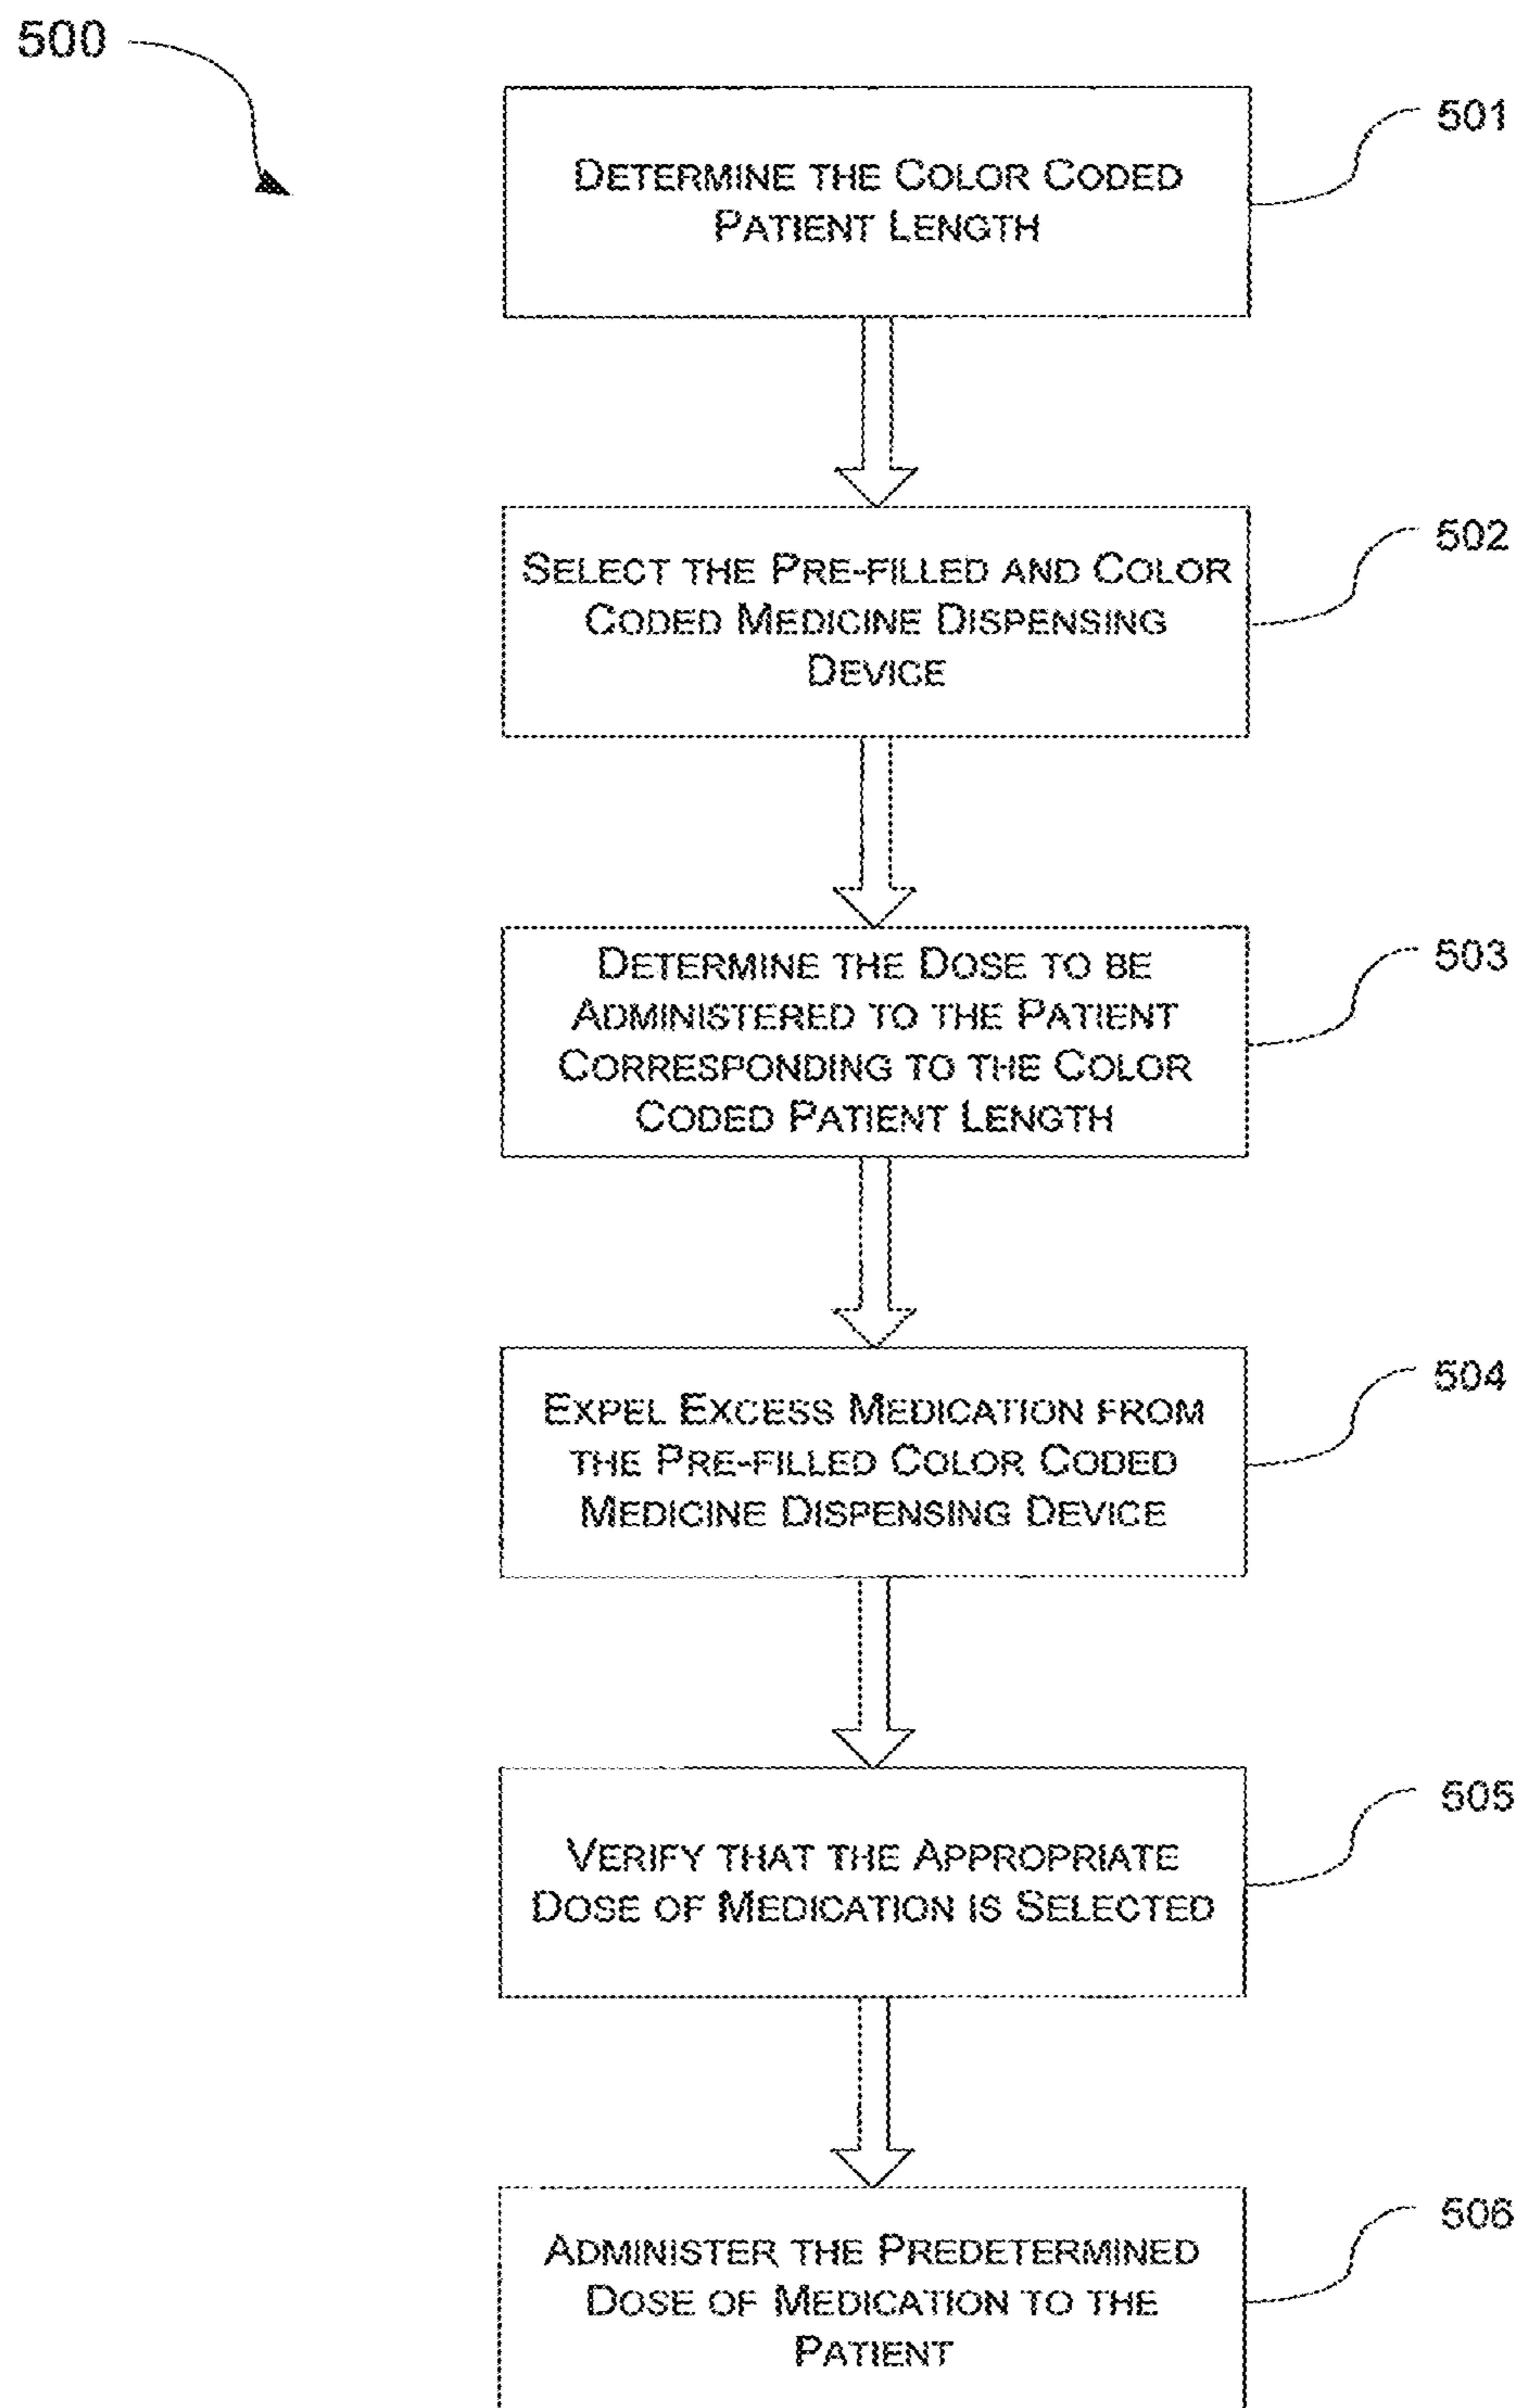 500
501
DETERMINE THE COLOR CODED
PATIENT LENGTH
502
SELECT THE PRE-FILLED AND COLOR
CODED MEDICINE DISPENSING
DEVICE
503
DETERMINE THE DOSE TO BE
ADMINISTERED TO THE PATIENT
CORRESPONDING TO THE COLOR
CODED PATIENT LENGTH
504
EXPEL EXCESS MEDICATION FROM
THE PRE-FILLED COLOR CODED
MEDICINE DISPENSING DEVICE
505
VERIFY THAT THE APPROPRIATE
DOSE OF MEDICATION IS SELECTED
506
ADMINISTER THE PREDETERMINED
DOSE OF MEDICATION TO THE
PATIENT